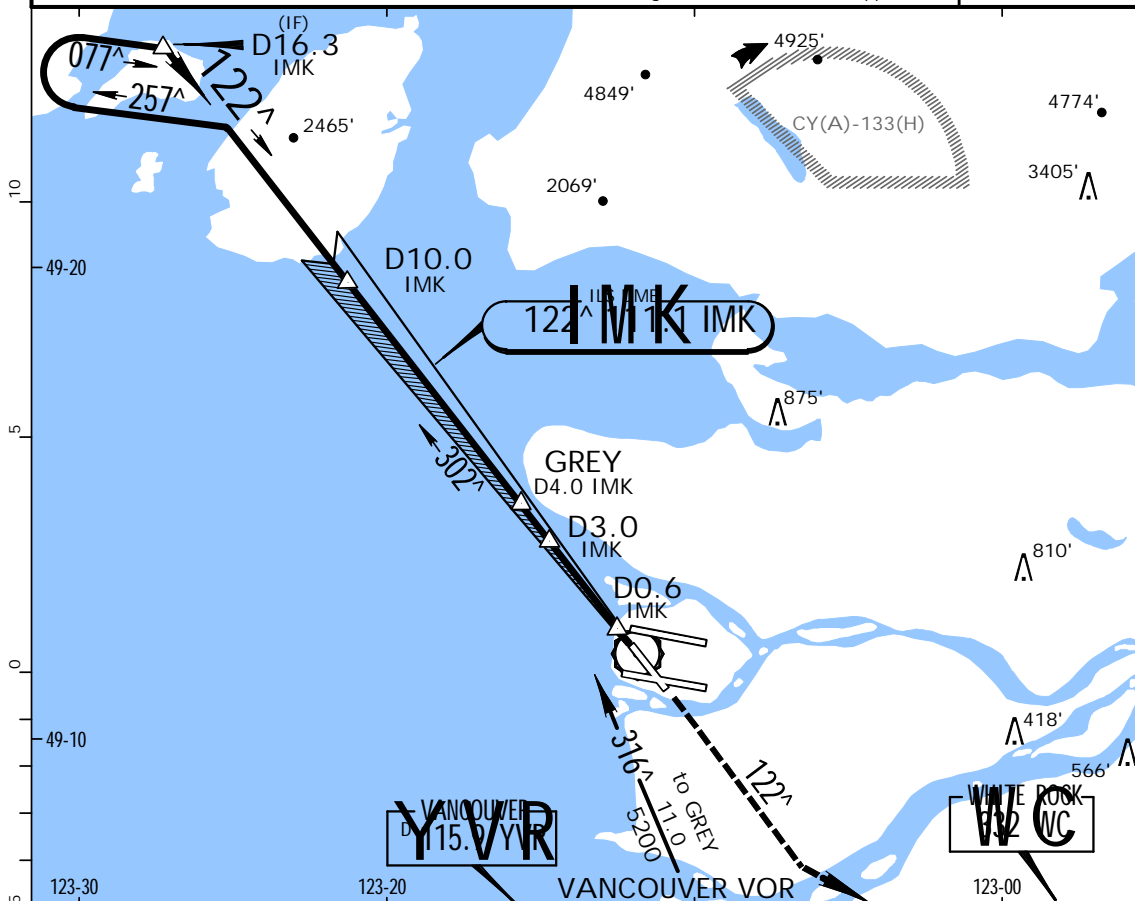 (IF)
D16.3
IMK
077^
257^
122^
2465'
4925'
4849'
CY(A)-133(H)
4774'
3405'
2069'
10
49-20
D10.0
IMK
ILS DME
122^ 111.1 IMK
IMK
875'
5
302^
GREY
D4.0 IMK
D3.0
IMK
810'
D0.6
IMK
0
49-10
418'
566'
316^
to GREY
11.0
5200
122^
VANCOUVER
D 115.9 YVR
YVR
WHITE ROCK
332 WC
WC
VANCOUVER VOR
5
123-30
123-20
123-00